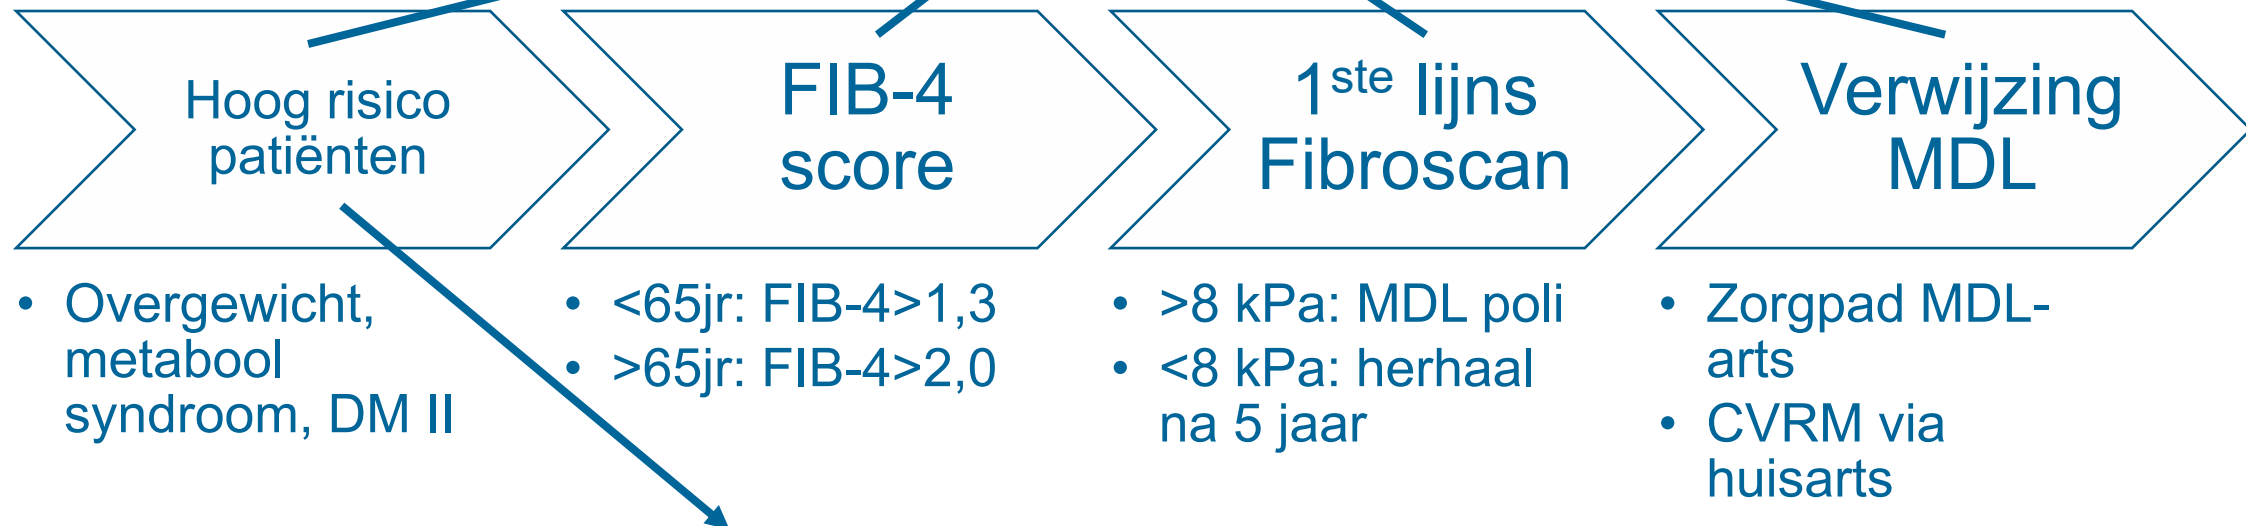 Hoog risico
patiënten
FIB-4
score
1ste lijns
Fibroscan
Verwijzing
MDL
• Overgewicht,
metabool
syndroom, DM II
• <65jr: FIB-4>1,3
• >65jr: FIB-4>2,0
• >8 kPa: MDL poli
• <8 kPa: herhaal
na 5 jaar
• Zorgpad MDL-
arts
• CVRM via
huisarts